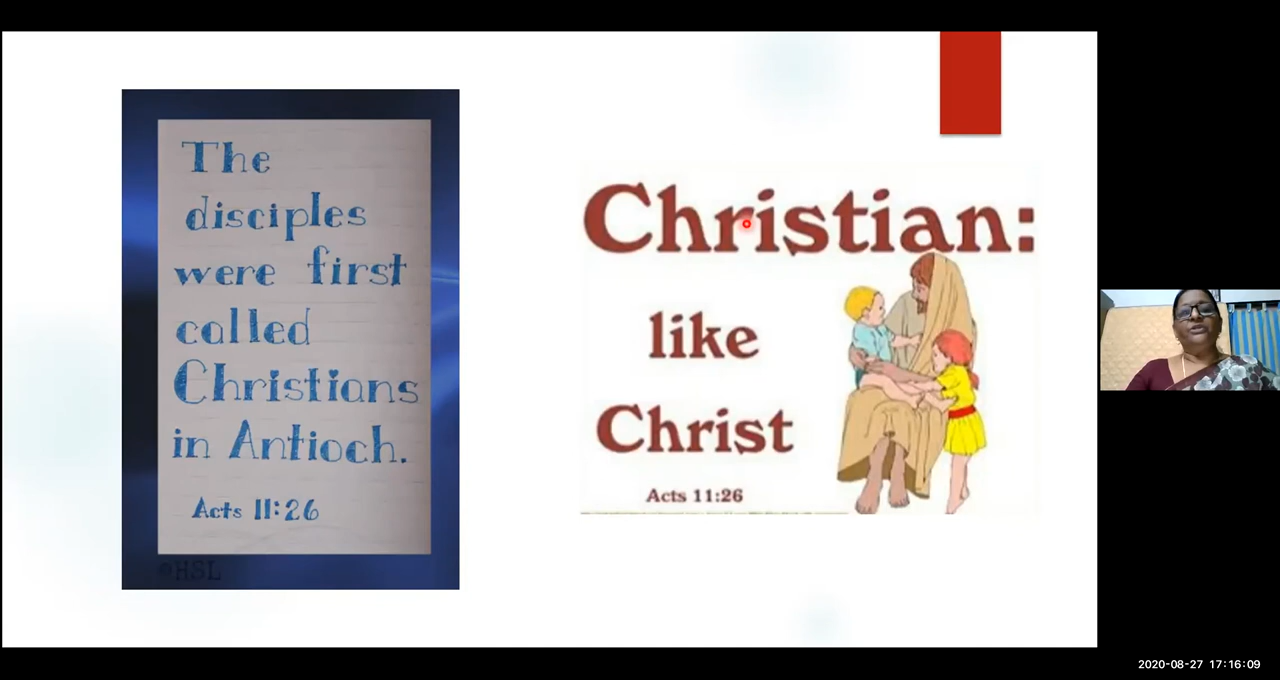 The
disciples
were first
called
Christians
in Antioch.
Acts 11:26
©HSL
Christian:
like
Christ
Acts 11:26
2020-08-27 17:16:09